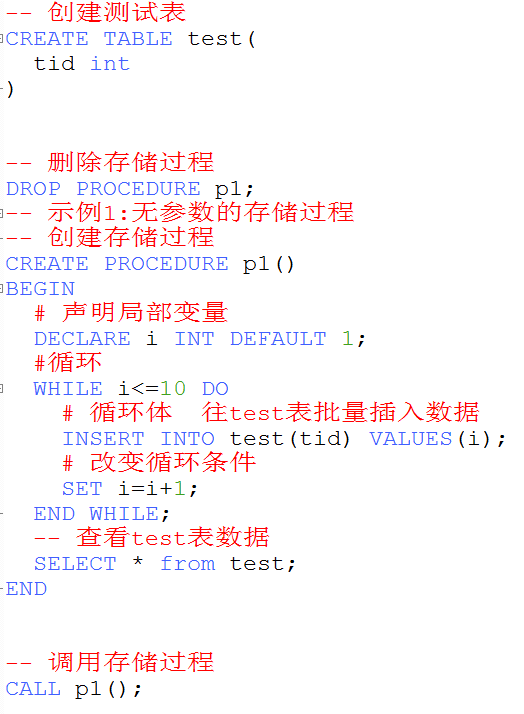 -- 创建测试表
CREATE TABLE test(
  tid int
)
-- 删除存储过程
DROP PROCEDURE p1;
-- 示例1:无参数的存储过程
-- 创建存储过程
CREATE PROCEDURE p1()
BEGIN
  # 声明局部变量
  DECLARE i INT DEFAULT 1;
  #循环
  WHILE i<=10 DO
    # 循环体  往test表批量插入数据
    INSERT INTO test(tid) VALUES(i);
    # 改变循环条件
    SET i=i+1;
  END WHILE;
  -- 查看test表数据
  SELECT * from test;
END
-- 调用存储过程
CALL p1();